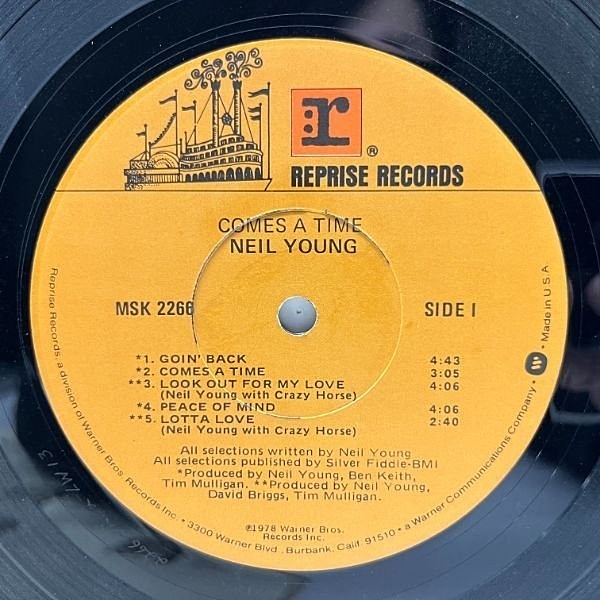 r
®
REPRISE RECORDS
COMES A TIME
NEIL YOUNG
MSK 2266
SIDE I
*1. GOIN' BACK 4:43
*2. COMES A TIME 3:05
**3. LOOK OUT FOR MY LOVE 4:06
(Neil Young with Crazy Horse)
*4. PEACE OF MIND 4:06
**5. LOTTA LOVE 2:40
(Neil Young with Crazy Horse)
All selections written by Neil Young
All selections published by Silver Fiddle-BMI
*Produced by Neil Young, Ben Keith,
Tim Mulligan. **Produced by Neil Young,
David Briggs, Tim Mulligan.
℗1978 Warner Bros.
Records Inc.
Reprise Records, a division of Warner Bros. Records Inc. • 3300 Warner Blvd., Burbank, Calif. 91510 • a Warner Communications Company • W • Made in U.S.A.
LW13